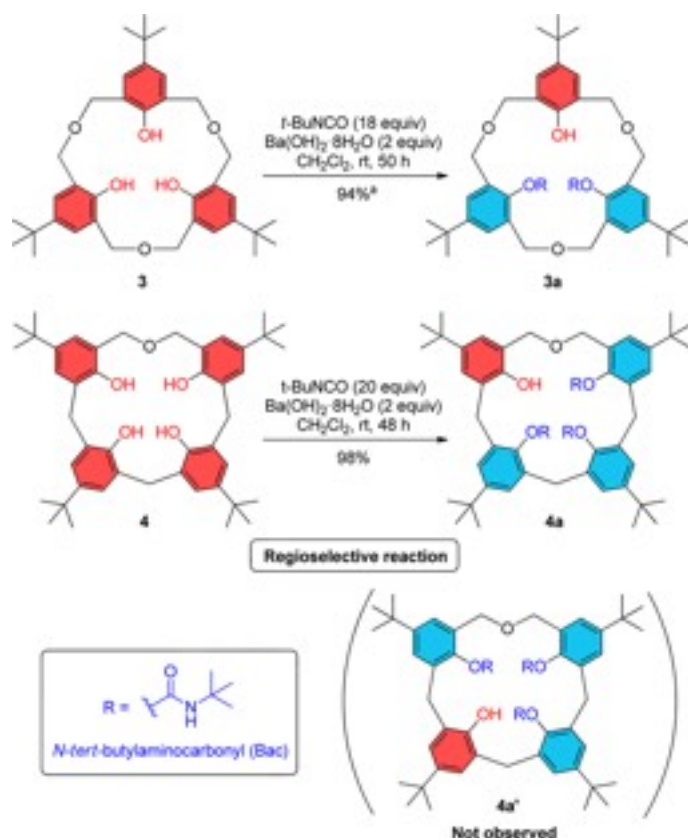 O
OH
O
OH
HO
O
3
t-BuNCO (18 equiv)
Ba(OH)2·8H2O (2 equiv)
CH2Cl2, rt, 50 h
94%a
O
OH
O
OR
RO
O
3a
O
OH
HO
OH
HO
4
t-BuNCO (20 equiv)
Ba(OH)2·8H2O (2 equiv)
CH2Cl2, rt, 48 h
98%
O
OH
RO
OR
RO
4a
Regioselective reaction
R =
O
N
H
N-tert-butylaminocarbonyl (Bac)
O
OR
RO
OH
RO
4a'
Not observed